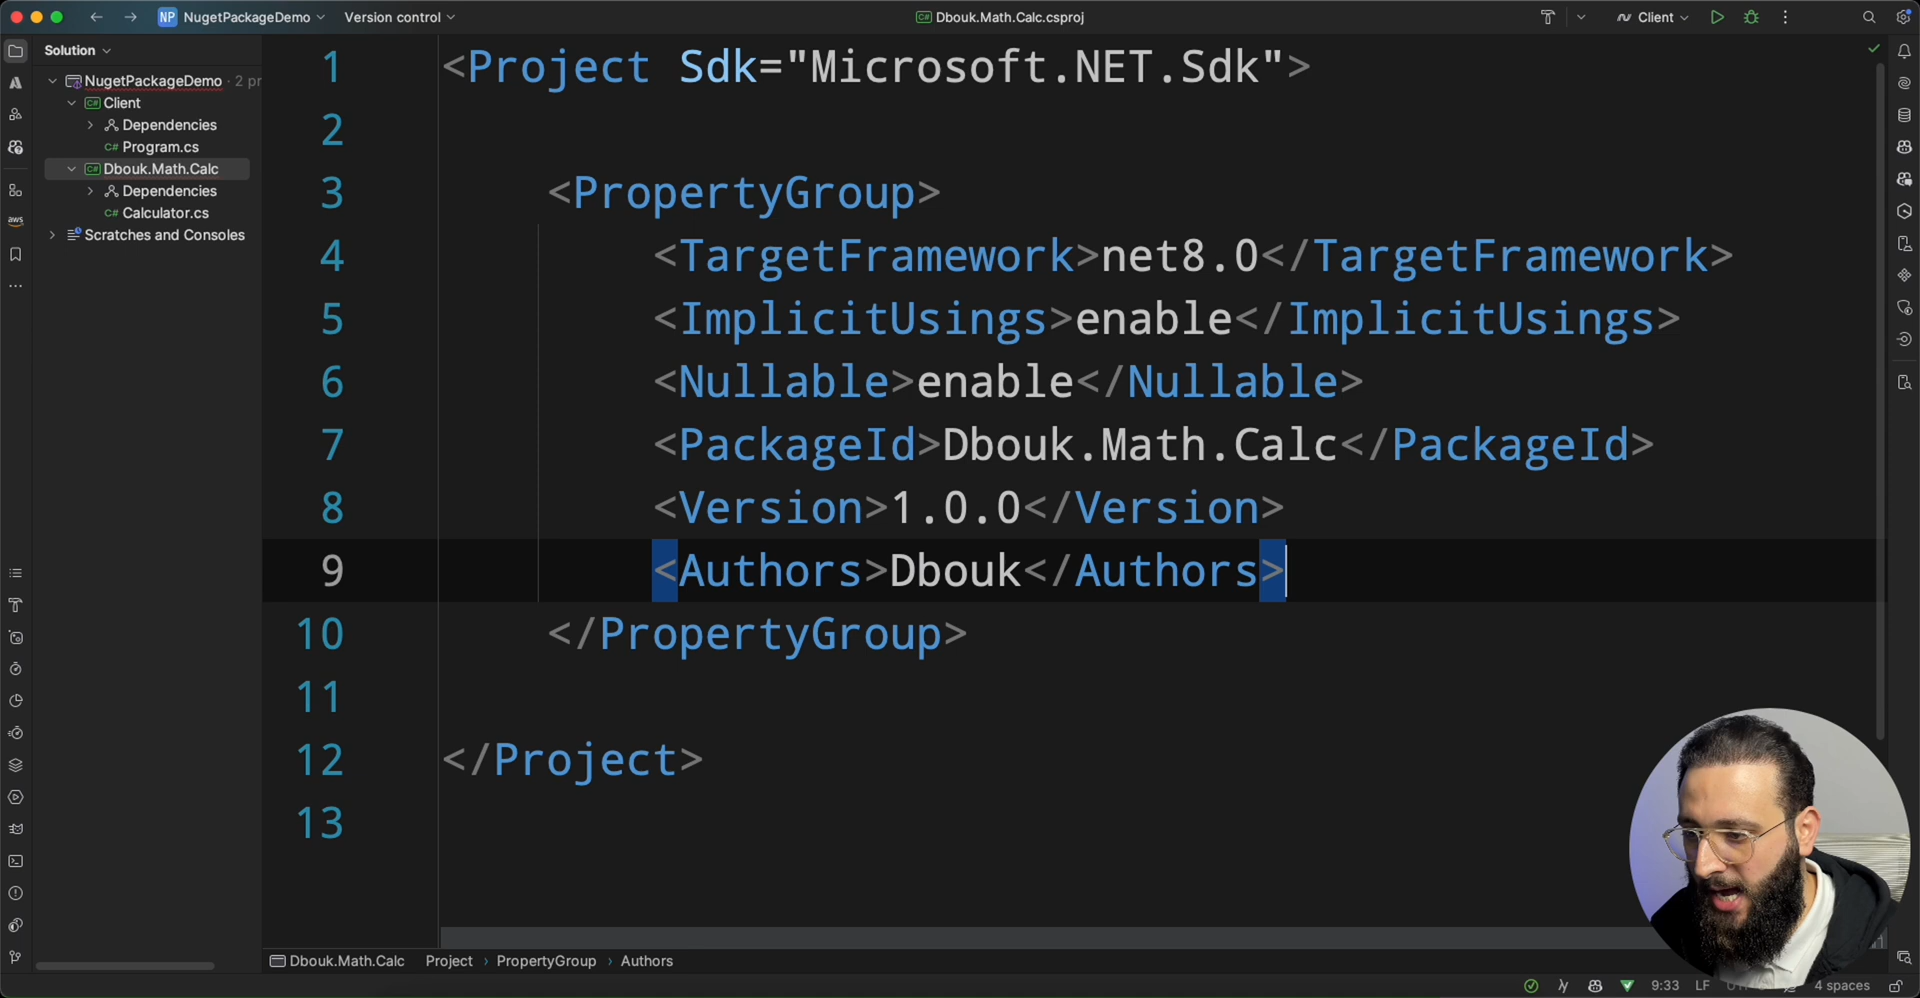 NP NugetPackageDemo Version control Dbouk.Math.Calc.csproj Client
Solution
NugetPackageDemo · 2 pr
Client
Dependencies
C# Program.cs
Dbouk.Math.Calc
Dependencies
C# Calculator.cs
Scratches and Consoles
aws
1 <Project Sdk="Microsoft.NET.Sdk">
2
3 <PropertyGroup>
4 <TargetFramework>net8.0</TargetFramework>
5 <ImplicitUsings>enable</ImplicitUsings>
6 <Nullable>enable</Nullable>
7 <PackageId>Dbouk.Math.Calc</PackageId>
8 <Version>1.0.0</Version>
9 <Authors>Dbouk</Authors>
10 </PropertyGroup>
11
12 </Project>
13
Dbouk.Math.Calc Project › PropertyGroup › Authors
9:33 LF 4 spaces